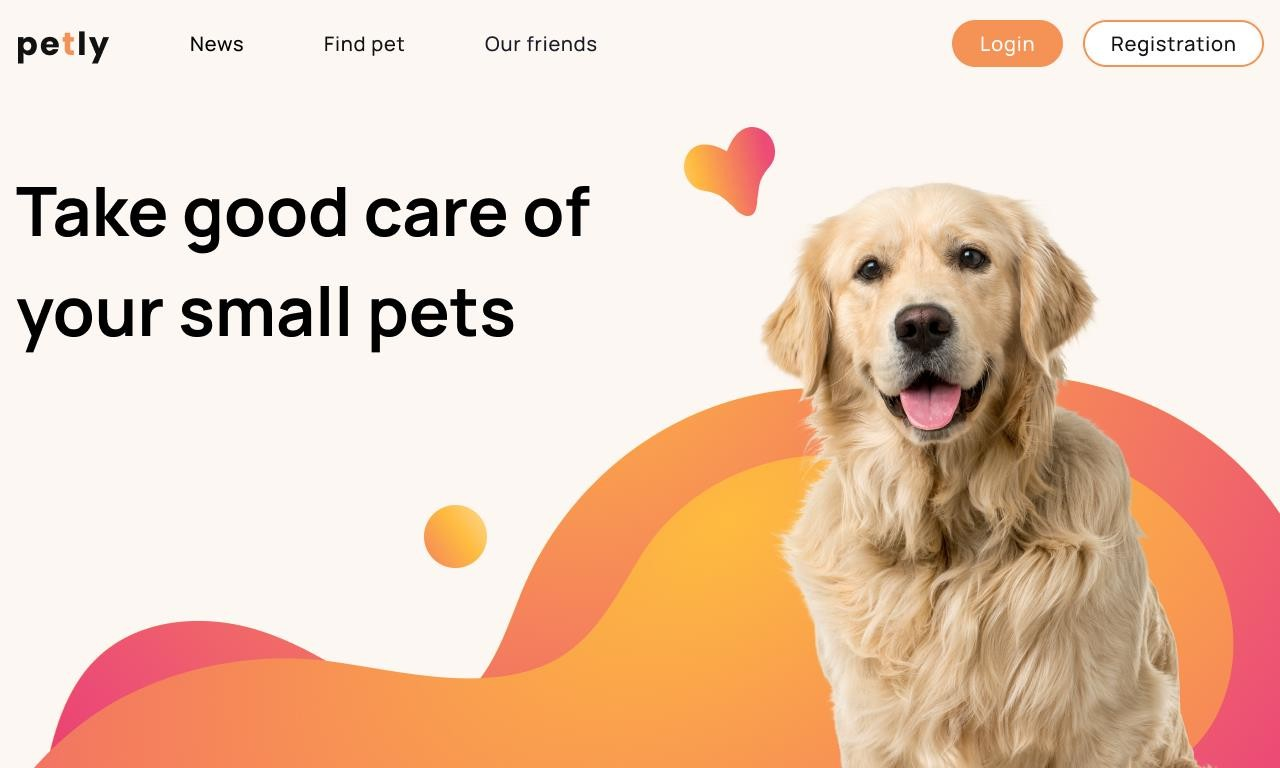 petly
News
Find pet
Our friends
Login
Registration
Take good care of
your small pets